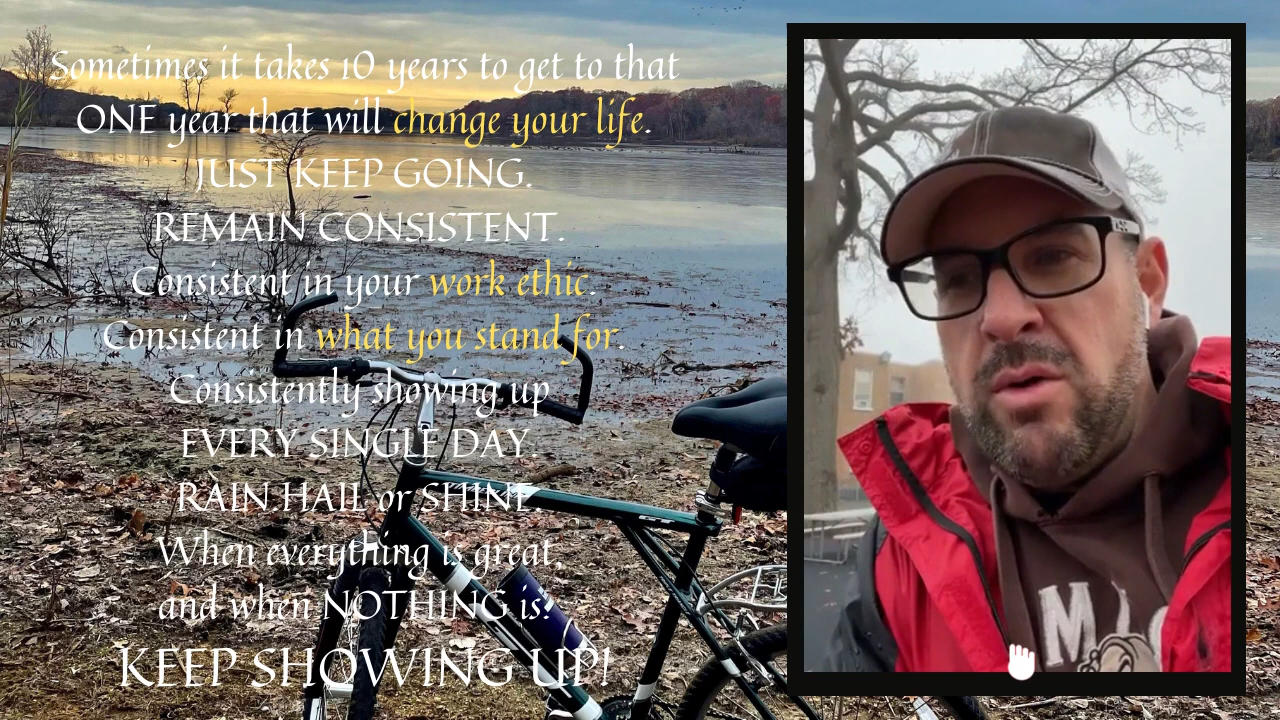 Sometimes it takes 10 years to get to that
ONE year that will change your life.
JUST KEEP GOING.
REMAIN CONSISTENT.
Consistent in your work ethic.
Consistent in what you stand for.
Consistently showing up
EVERY SINGLE DAY.
RAIN.HAIL or SHINE.
When everything is great,
and when NOTHING is.
KEEP SHOWING UP!